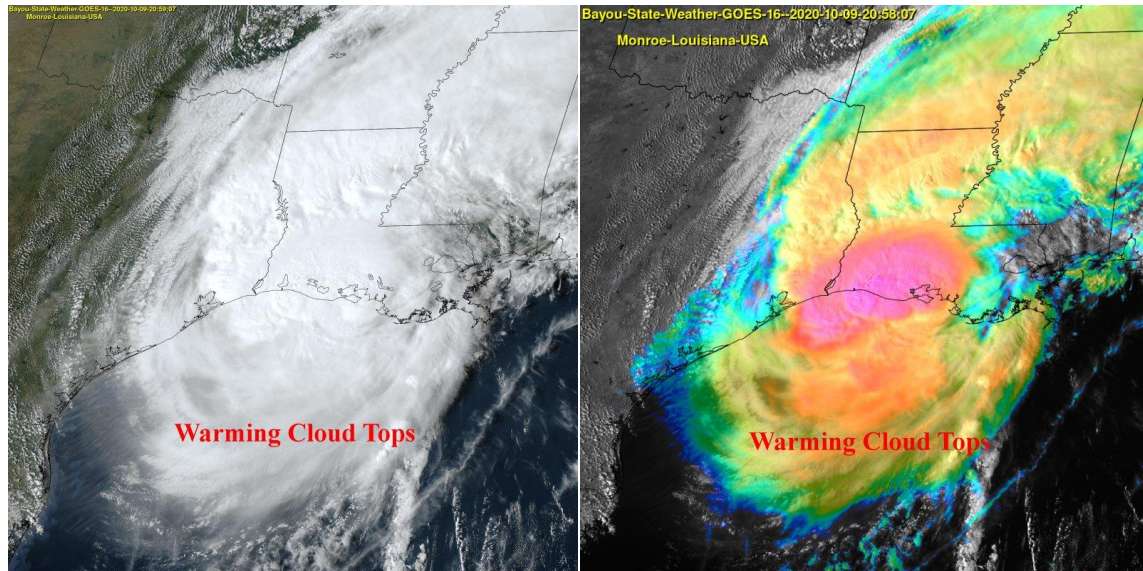 Bayou-State-Weather-GOES-16--2020-10-09-20:59:07
Monroe-Louisiana-USA
Warming Cloud Tops
Bayou-State-Weather-GOES-16--2020-10-09-20:58:07
Monroe-Louisiana-USA
Warming Cloud Tops